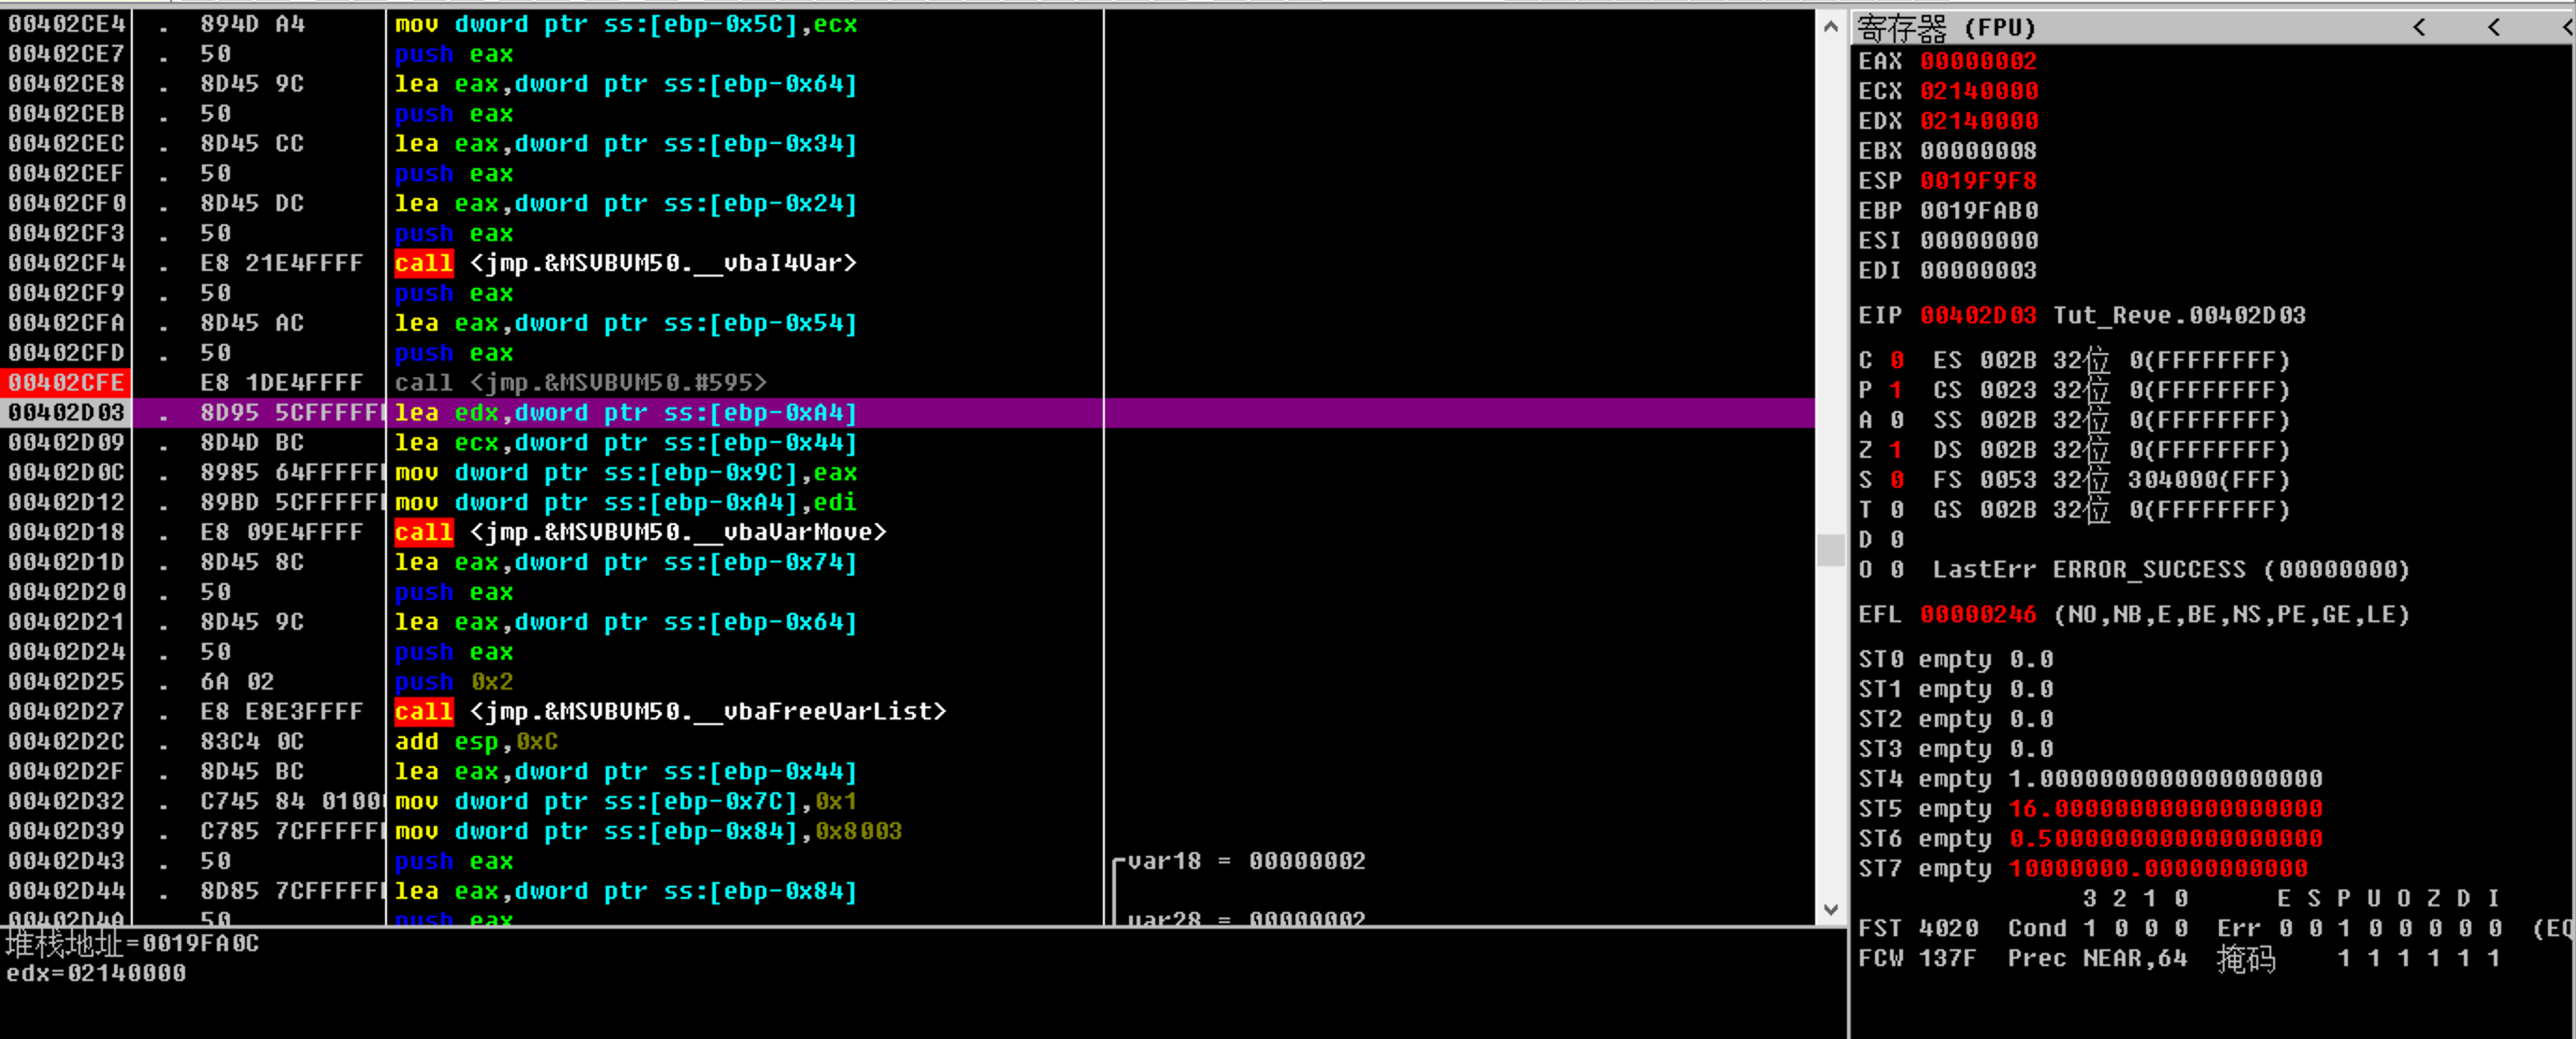 00402CE4 . 894D A4 mov dword ptr ss:[ebp-0x5C],ecx
00402CE7 . 50 push eax
00402CE8 . 8D45 9C lea eax,dword ptr ss:[ebp-0x64]
00402CEB . 50 push eax
00402CEC . 8D45 CC lea eax,dword ptr ss:[ebp-0x34]
00402CEF . 50 push eax
00402CF0 . 8D45 DC lea eax,dword ptr ss:[ebp-0x24]
00402CF3 . 50 push eax
00402CF4 . E8 21E4FFFF call <jmp.&MSVBVM50.__vbaI4Var>
00402CF9 . 50 push eax
00402CFA . 8D45 AC lea eax,dword ptr ss:[ebp-0x54]
00402CFD . 50 push eax
00402CFE E8 1DE4FFFF call <jmp.&MSVBVM50.#595>
00402D03 . 8D95 5CFFFFFF lea edx,dword ptr ss:[ebp-0xA4]
00402D09 . 8D4D BC lea ecx,dword ptr ss:[ebp-0x44]
00402D0C . 8985 64FFFFFF mov dword ptr ss:[ebp-0x9C],eax
00402D12 . 89BD 5CFFFFFF mov dword ptr ss:[ebp-0xA4],edi
00402D18 . E8 09E4FFFF call <jmp.&MSVBVM50.__vbaVarMove>
00402D1D . 8D45 8C lea eax,dword ptr ss:[ebp-0x74]
00402D20 . 50 push eax
00402D21 . 8D45 9C lea eax,dword ptr ss:[ebp-0x64]
00402D24 . 50 push eax
00402D25 . 6A 02 push 0x2
00402D27 . E8 E8E3FFFF call <jmp.&MSVBVM50.__vbaFreeVarList>
00402D2C . 83C4 0C add esp,0xC
00402D2F . 8D45 BC lea eax,dword ptr ss:[ebp-0x44]
00402D32 . C745 84 0100 mov dword ptr ss:[ebp-0x7C],0x1
00402D39 . C785 7CFFFFFF mov dword ptr ss:[ebp-0x84],0x8003
00402D43 . 50 push eax var18 = 00000002
00402D44 . 8D85 7CFFFFFF lea eax,dword ptr ss:[ebp-0x84]
00402D4A . 50 push eax var28 = 00000002
堆栈地址=0019FA0C
edx=02140000
寄存器 (FPU) < < <
EAX 00000002
ECX 02140000
EDX 02140000
EBX 00000008
ESP 0019F9F8
EBP 0019FAB0
ESI 00000000
EDI 00000003
EIP 00402D03 Tut_Reve.00402D03
C 0 ES 002B 32位 0(FFFFFFFF)
P 1 CS 0023 32位 0(FFFFFFFF)
A 0 SS 002B 32位 0(FFFFFFFF)
Z 1 DS 002B 32位 0(FFFFFFFF)
S 0 FS 0053 32位 304000(FFF)
T 0 GS 002B 32位 0(FFFFFFFF)
D 0
O 0 LastErr ERROR_SUCCESS (00000000)
EFL 00000246 (NO,NB,E,BE,NS,PE,GE,LE)
ST0 empty 0.0
ST1 empty 0.0
ST2 empty 0.0
ST3 empty 0.0
ST4 empty 1.0000000000000000000
ST5 empty 16.000000000000000000
ST6 empty 0.5000000000000000000
ST7 empty 10000000.00000000000
3 2 1 0 E S P U O Z D I
FST 4020 Cond 1 0 0 0 Err 0 0 1 0 0 0 0 0 (EQ
FCW 137F Prec NEAR,64 掩码 1 1 1 1 1 1